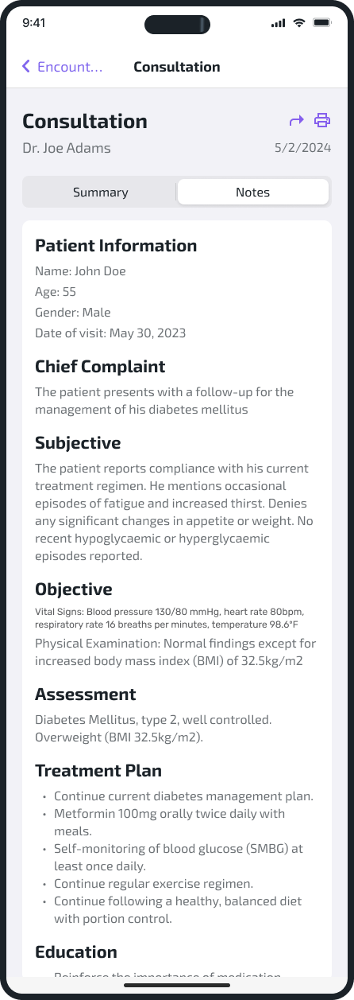 9:41
Encount...
Consultation
Consultation
Dr. Joe Adams
5/2/2024
Summary
Notes
Patient Information
Name: John Doe
Age: 55
Gender: Male
Date of visit: May 30, 2023
Chief Complaint
The patient presents with a follow-up for the
management of his diabetes mellitus
Subjective
The patient reports compliance with his current
treatment regimen. He mentions occasional
episodes of fatigue and increased thirst. Denies
any significant changes in appetite or weight. No
recent hypoglycaemic or hyperglycaemic
episodes reported.
Objective
Vital Signs: Blood pressure 130/80 mmHg, heart rate 80bpm,
respiratory rate 16 breaths per minutes, temperature 98.6°F
Physical Examination: Normal findings except for
increased body mass index (BMI) of 32.5kg/m2
Assessment
Diabetes Mellitus, type 2, well controlled.
Overweight (BMI 32.5kg/m2).
Treatment Plan
• Continue current diabetes management plan.
• Metformin 100mg orally twice daily with
meals.
• Self-monitoring of blood glucose (SMBG) at
least once daily.
• Continue regular exercise regimen.
• Continue following a healthy, balanced diet
with portion control.
Education
Reinforce the importance of medication